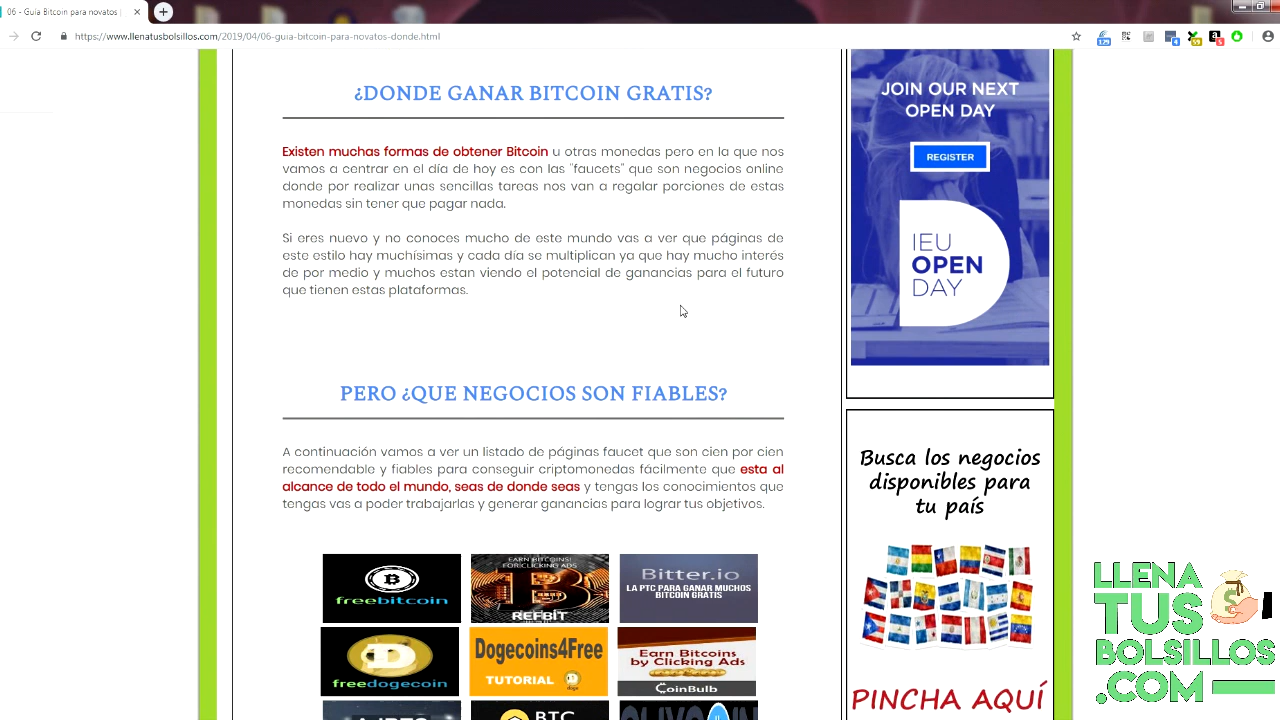 06 - Guía Bitcoin para novatos |
https://www.llenatusbolsillos.com/2019/04/06-guia-bitcoin-para-novatos-donde.html
¿DONDE GANAR BITCOIN GRATIS?
Existen muchas formas de obtener Bitcoin u otras monedas pero en la que nos
vamos a centrar en el día de hoy es con las "faucets" que son negocios online
donde por realizar unas sencillas tareas nos van a regalar porciones de estas
monedas sin tener que pagar nada.
Si eres nuevo y no conoces mucho de este mundo vas a ver que páginas de
este estilo hay muchísimas y cada día se multiplican ya que hay mucho interés
de por medio y muchos estan viendo el potencial de ganancias para el futuro
que tienen estas plataformas.
PERO ¿QUE NEGOCIOS SON FIABLES?
A continuación vamos a ver un listado de páginas faucet que son cien por cien
recomendable y fiables para conseguir criptomonedas fácilmente que esta al
alcance de todo el mundo, seas de donde seas y tengas los conocimientos que
tengas vas a poder trabajarlas y generar ganancias para lograr tus objetivos.
freebitcoin
EARN BITCOINS!
FOR CLICKING ADS
REFBIT
Bitter.io
LA PTC PARA GANAR MUCHOS
BITCOIN GRATIS
freedogecoin
Dogecoins4Free
TUTORIAL
doge
Earn Bitcoins
by Clicking Ads
CoinBulb
BTC
JOIN OUR NEXT
OPEN DAY
REGISTER
IEU
OPEN
DAY
Busca los negocios
disponibles para
tu país
PINCHA AQUÍ
LLENA
TUS
BOLSILLOS
.COM